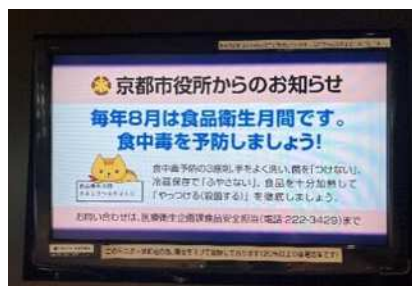 京都市役所からのお知らせ
毎年8月は食品衛生月間です。
食中毒を予防しましょう!
食中毒予防の3原則、手をよく洗い、菌を「つけない」、
冷蔵保存で「ふやさない」、食品を十分加熱して
「やっつける(殺菌する)」を徹底しましょう。
お問い合わせは、医療衛生企画課食品安全担当(電話:222-3429)まで